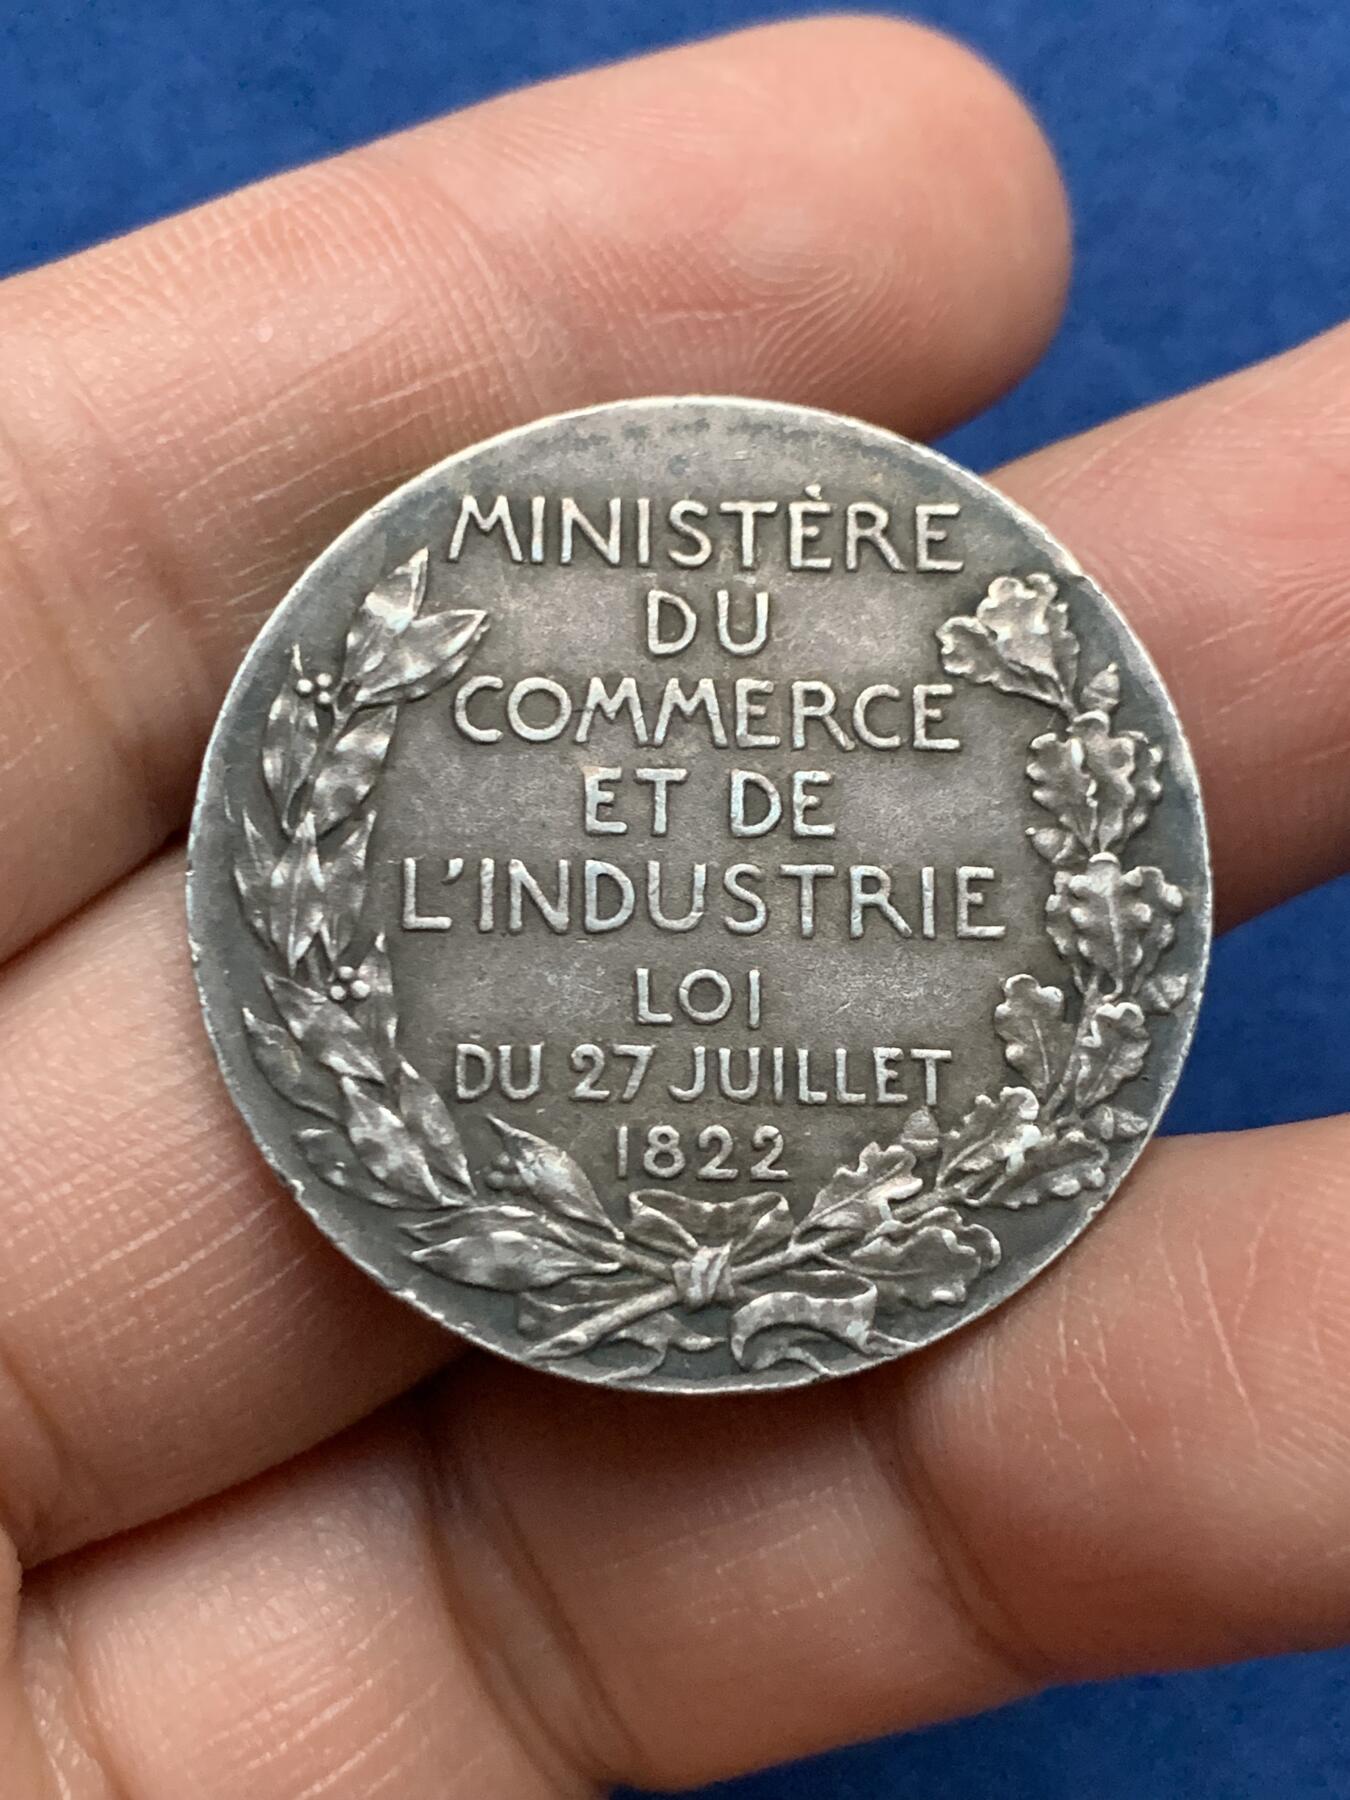 MINISTÈRE
DU
COMMERCE
ET DE
L'INDUSTRIE
LOI
DU 27 JUILLET
1822